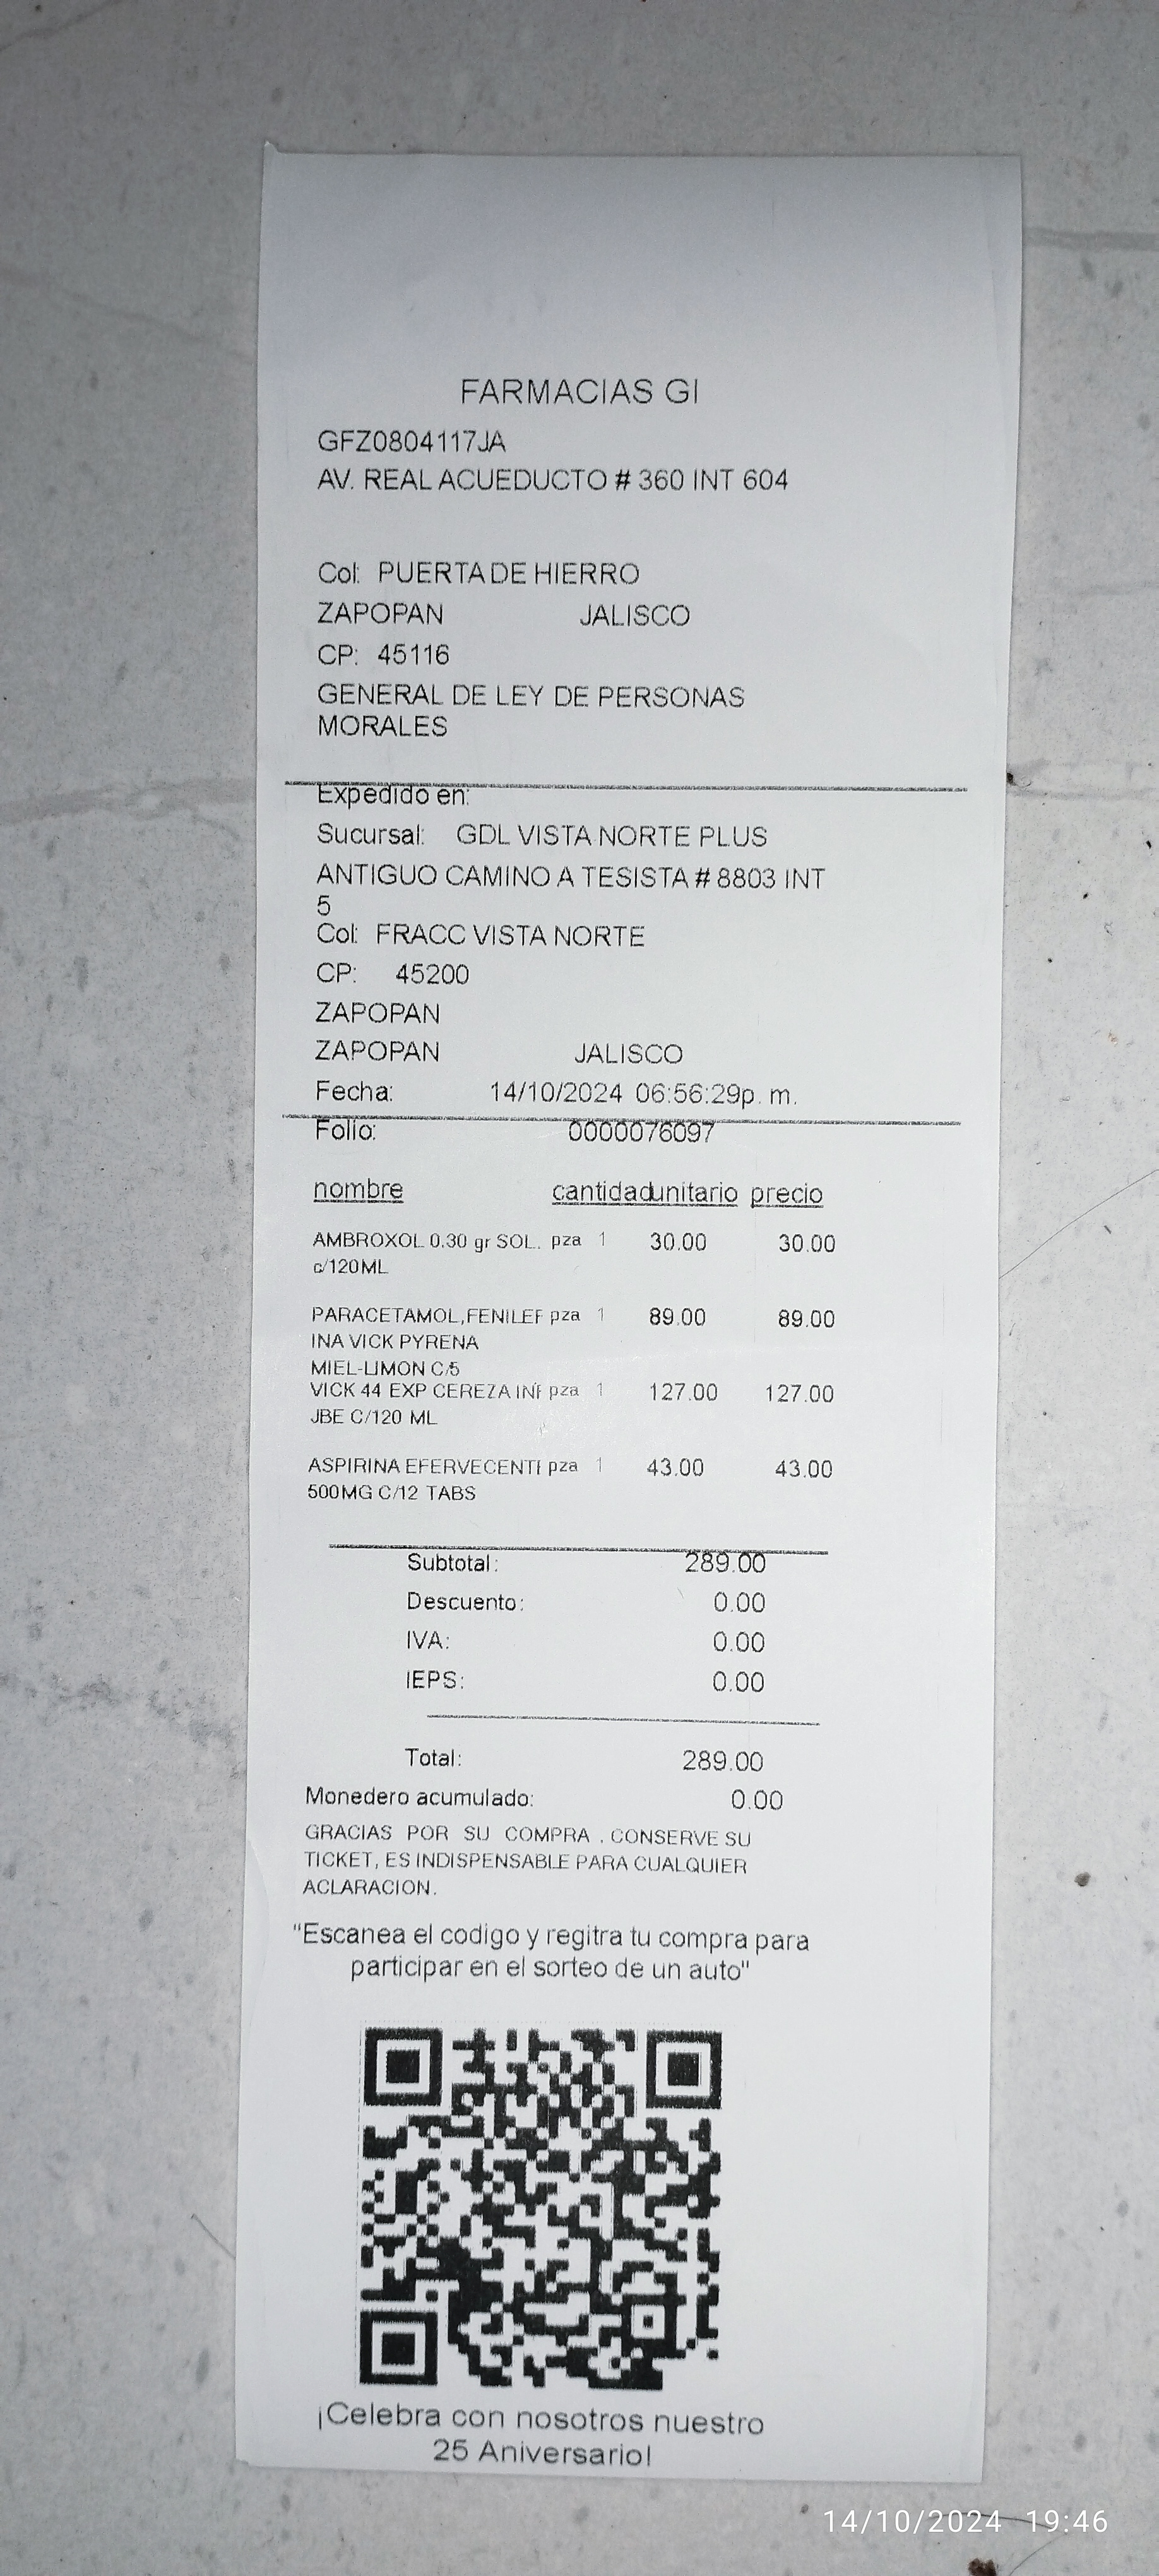 FARMACIAS GI
GFZ0804117JA
AV. REAL ACUEDUCTO # 360 INT 604
Col: PUERTA DE HIERRO
ZAPOPAN JALISCO
CP: 45116
GENERAL DE LEY DE PERSONAS
MORALES
Expedido en:
Sucursal: GDL VISTA NORTE PLUS
ANTIGUO CAMINO A TESISTA # 8803 INT
5
Col: FRACC VISTA NORTE
CP: 45200
ZAPOPAN
ZAPOPAN JALISCO
Fecha: 14/10/2024 06:56:29p. m.
Folio: 0000076097
nombre cantidad unitario precio
AMBROXOL 0.30 gr SOL. pza 1 30.00 30.00
c/120ML
PARACETAMOL,FENILEF pza 1 89.00 89.00
INA VICK PYRENA
MIEL-LIMON C/5
VICK 44 EXP CEREZA INF pza 1 127.00 127.00
JBE C/120 ML
ASPIRINA EFERVECENTE pza 1 43.00 43.00
500MG C/12 TABS
Subtotal: 289.00
Descuento: 0.00
IVA: 0.00
IEPS: 0.00
Total: 289.00
Monedero acumulado: 0.00
GRACIAS POR SU COMPRA . CONSERVE SU
TICKET, ES INDISPENSABLE PARA CUALQUIER
ACLARACION.
"Escanea el codigo y regitra tu compra para
participar en el sorteo de un auto"
¡Celebra con nosotros nuestro
25 Aniversario!
14/10/2024 19:46